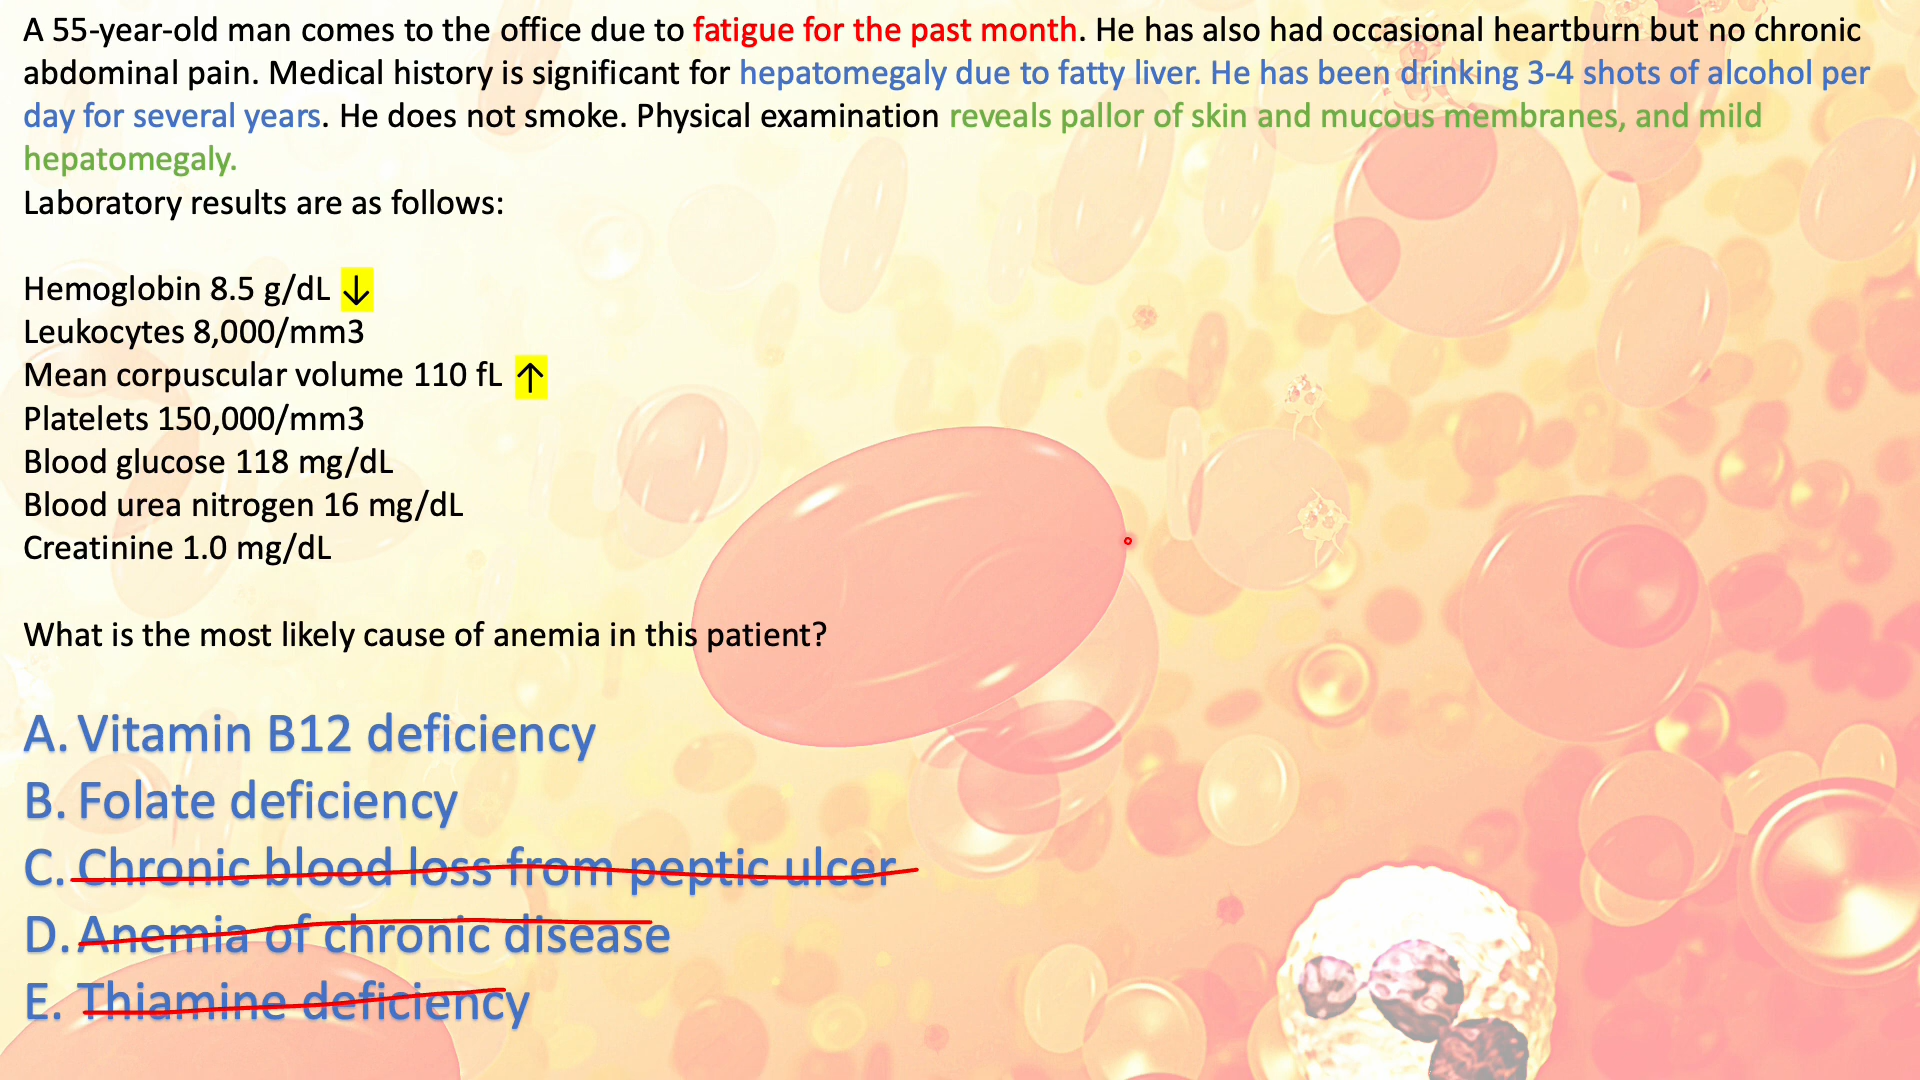 A 55-year-old man comes to the office due to fatigue for the past month. He has also had occasional heartburn but no chronic
abdominal pain. Medical history is significant for hepatomegaly due to fatty liver. He has been drinking 3-4 shots of alcohol per
day for several years. He does not smoke. Physical examination reveals pallor of skin and mucous membranes, and mild
hepatomegaly.
Laboratory results are as follows:
Hemoglobin 8.5 g/dL ↓
Leukocytes 8,000/mm3
Mean corpuscular volume 110 fL ↑
Platelets 150,000/mm3
Blood glucose 118 mg/dL
Blood urea nitrogen 16 mg/dL
Creatinine 1.0 mg/dL
What is the most likely cause of anemia in this patient?
A. Vitamin B12 deficiency
B. Folate deficiency
C. Chronic blood loss from peptic ulcer
D. Anemia of chronic disease
E. Thiamine deficiency